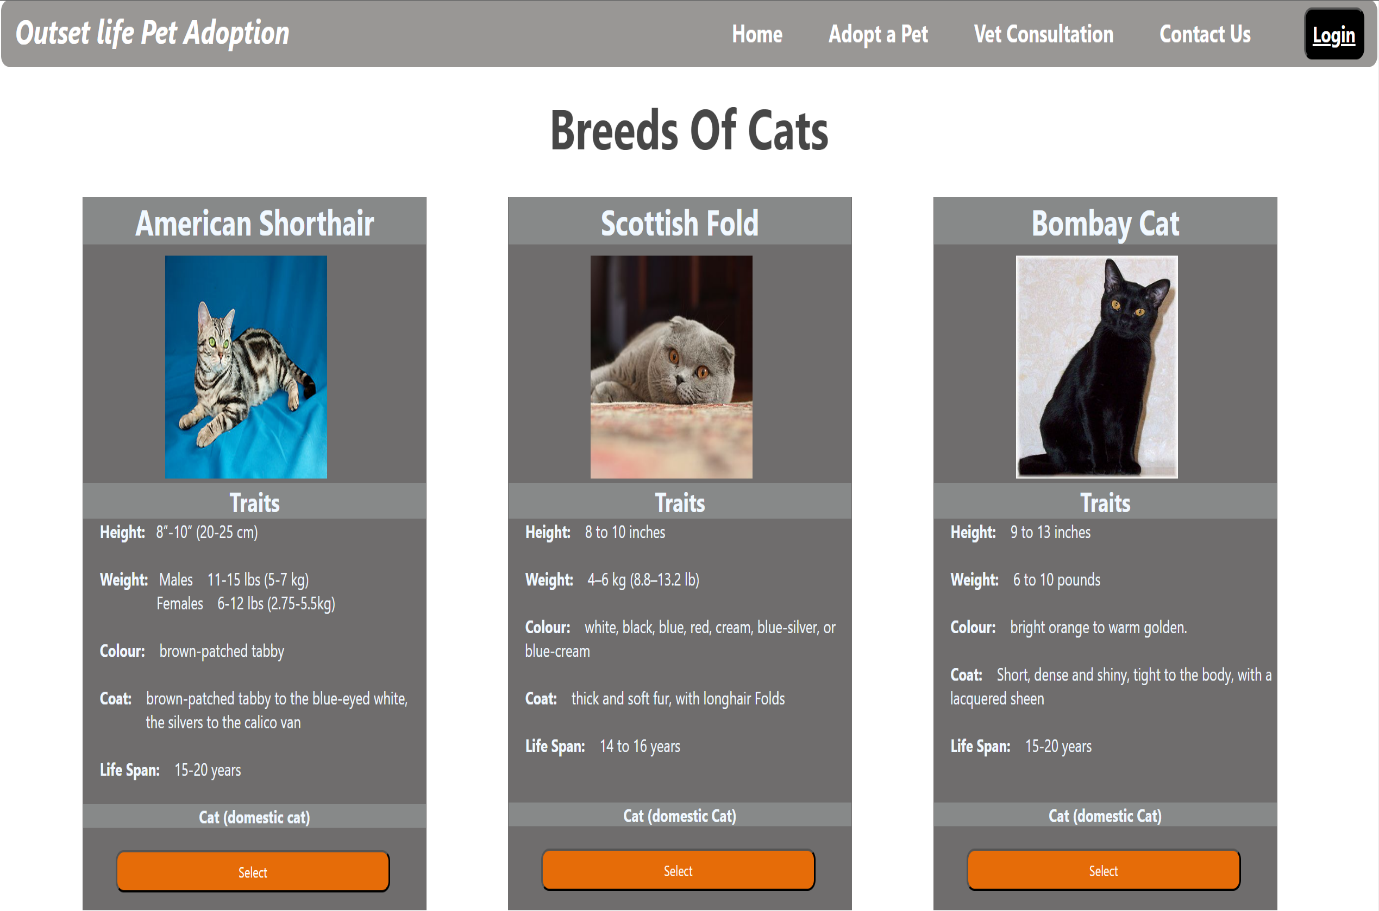 Outset life Pet Adoption
Home
Adopt a Pet
Vet Consultation
Contact Us
Login
Breeds Of Cats
American Shorthair
Traits
Height: 8”-10” (20-25 cm)
Weight: Males 11-15 lbs (5-7 kg)
Females 6-12 lbs (2.75-5.5kg)
Colour: brown-patched tabby
Coat: brown-patched tabby to the blue-eyed white,
the silvers to the calico van
Life Span: 15-20 years
Cat (domestic cat)
Select
Scottish Fold
Traits
Height: 8 to 10 inches
Weight: 4–6 kg (8.8–13.2 lb)
Colour: white, black, blue, red, cream, blue-silver, or
blue-cream
Coat: thick and soft fur, with longhair Folds
Life Span: 14 to 16 years
Cat (domestic Cat)
Select
Bombay Cat
Traits
Height: 9 to 13 inches
Weight: 6 to 10 pounds
Colour: bright orange to warm golden.
Coat: Short, dense and shiny, tight to the body, with a
lacquered sheen
Life Span: 15-20 years
Cat (domestic Cat)
Select